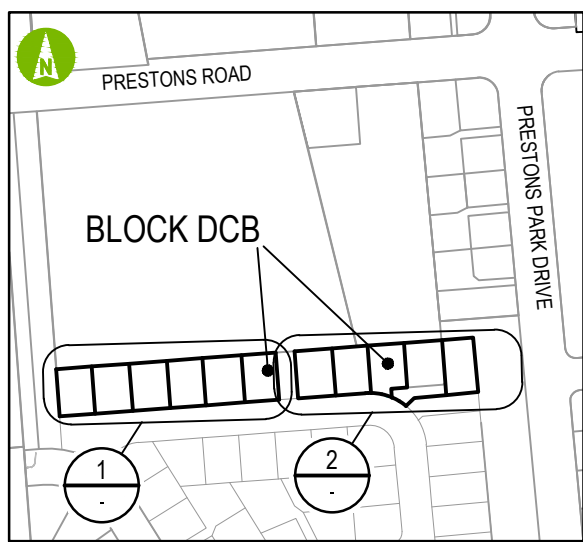 N
PRESTONS ROAD
PRESTONS PARK DRIVE
BLOCK DCB
1
-
2
-